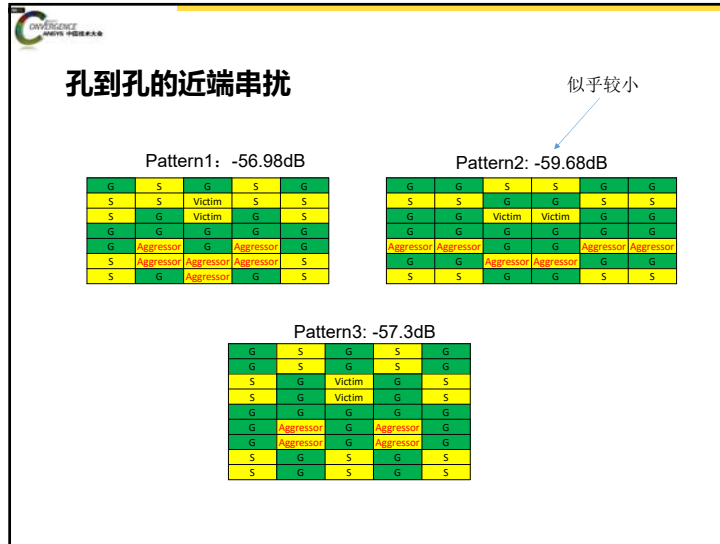 CONVERGENCE
ANSYS 中国技术大会
孔到孔的近端串扰
似乎较小
Pattern1： -56.98dB
G S G S G
S S Victim S S
S G Victim G S
G G G G G
G Aggressor G Aggressor G
S Aggressor Aggressor Aggressor S
S G Aggressor G S
Pattern2: -59.68dB
G G S S G G
S S G G S S
G G Victim Victim G G
G G G G G G
Aggressor Aggressor G G Aggressor Aggressor
G G Aggressor Aggressor G G
S S G G S S
Pattern3: -57.3dB
G S G S G
G S G S G
S G Victim G S
S G Victim G S
G G G G G
G Aggressor G Aggressor G
G Aggressor G Aggressor G
S G S G S
S G S G S